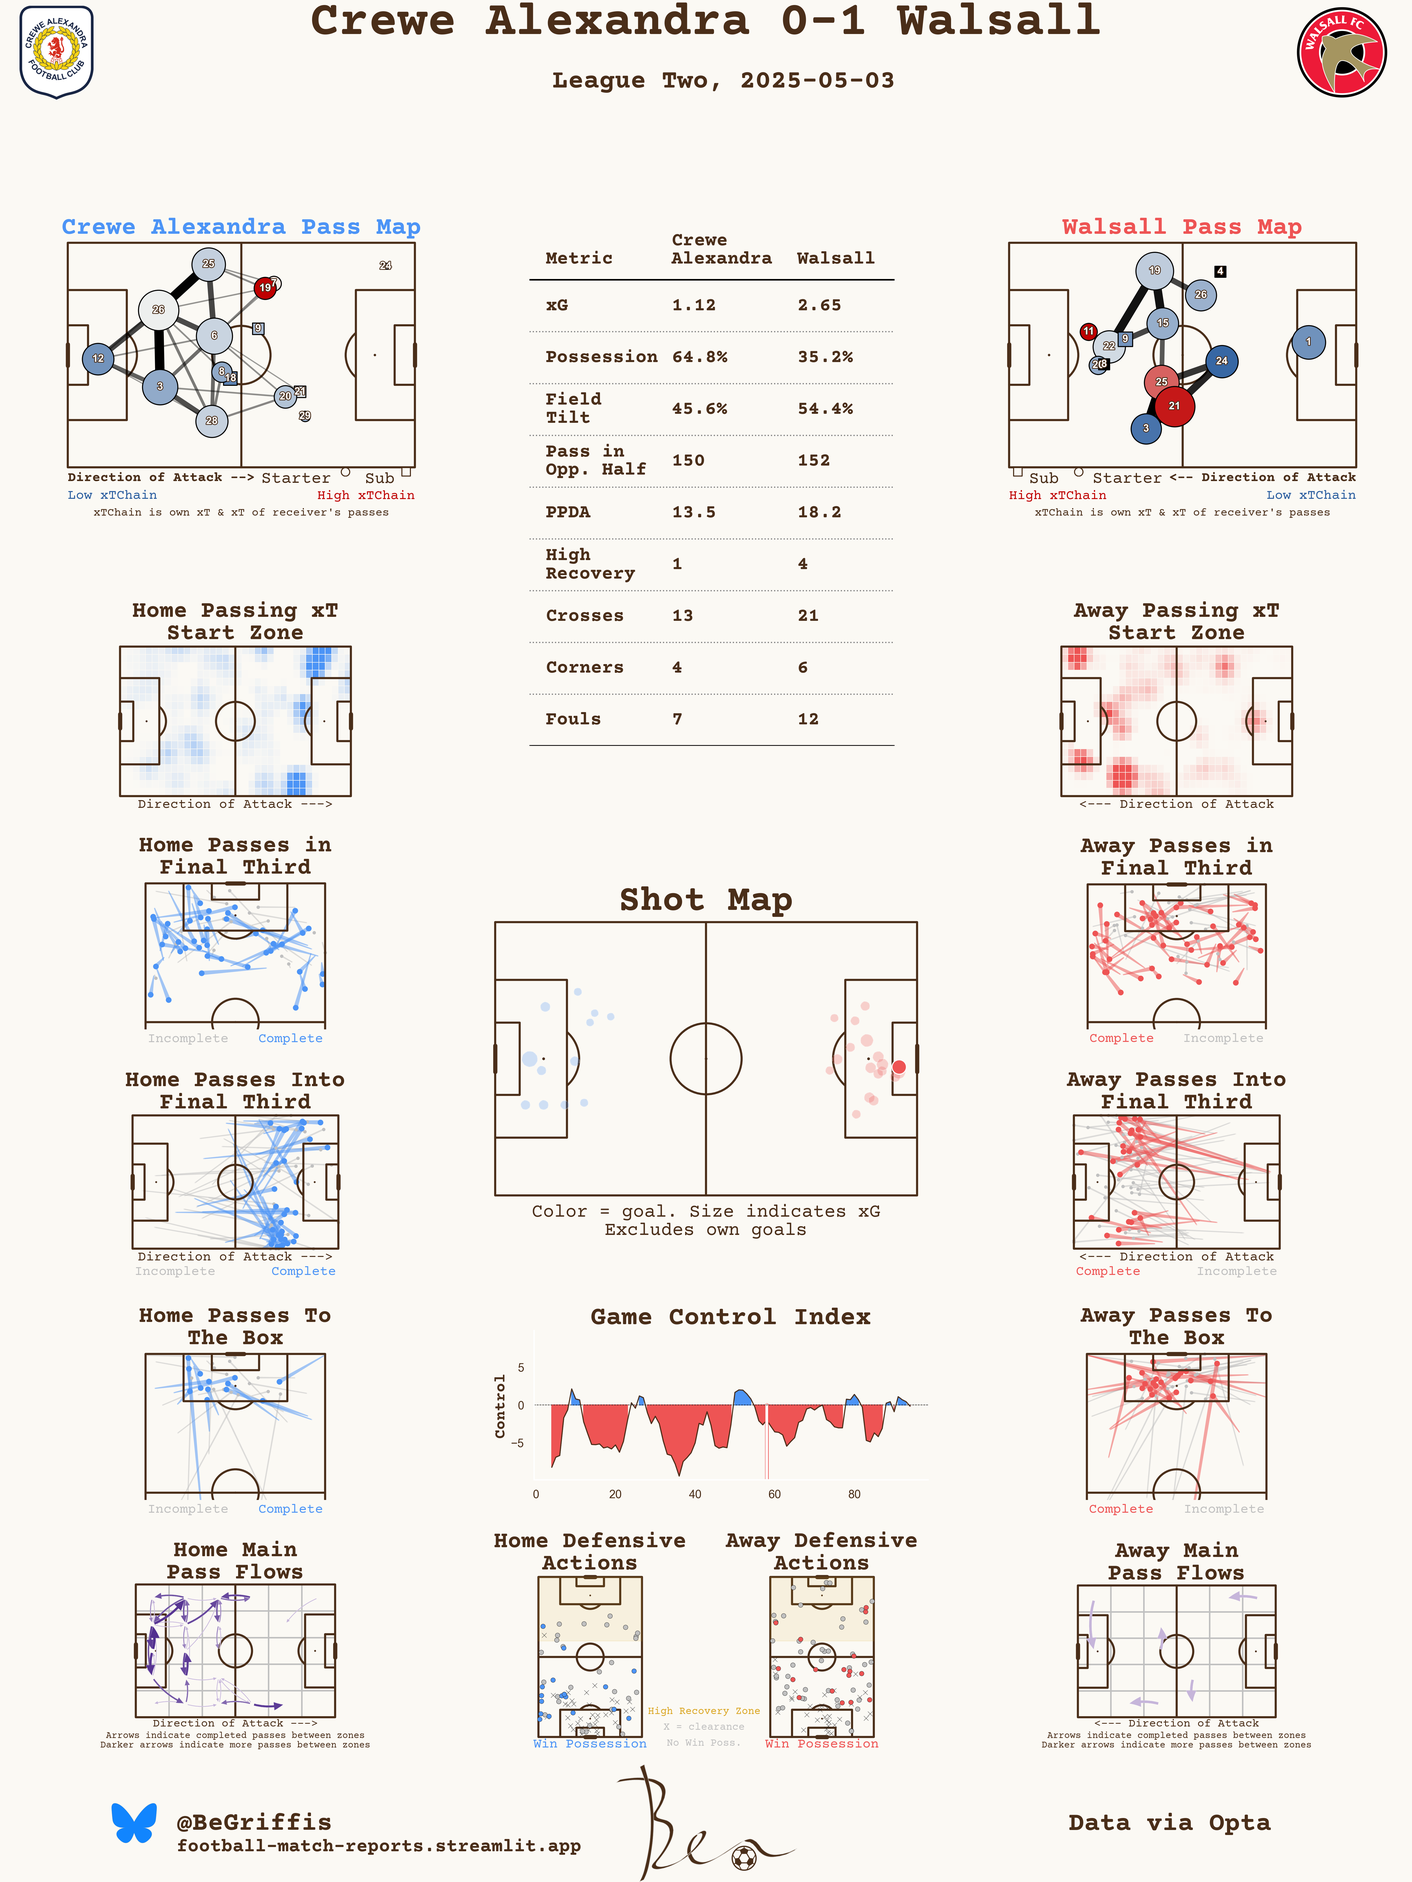 Crewe Alexandra 0-1 Walsall
League Two, 2025-05-03
CREWE ALEXANDRA
FOOTBALL CLUB
WALSALL FC
Crewe Alexandra Pass Map
25
24
19
7
26
6
9
12
8
18
3
21
20
28
29
Direction of Attack --> Starter Sub
Low xTChain High xTChain
xTChain is own xT & xT of receiver's passes
Metric Crewe Alexandra Walsall
xG 1.12 2.65
Possession 64.8% 35.2%
Field Tilt 45.6% 54.4%
Pass in Opp. Half 150 152
PPDA 13.5 18.2
High Recovery 1 4
Crosses 13 21
Corners 4 6
Fouls 7 12
Walsall Pass Map
19
4
26
15
11
9
22
1
24
25
21
3
Sub Starter <-- Direction of Attack
High xTChain Low xTChain
xTChain is own xT & xT of receiver's passes
Home Passing xT
Start Zone
Direction of Attack --->
Away Passing xT
Start Zone
<--- Direction of Attack
Home Passes in
Final Third
Incomplete Complete
Away Passes in
Final Third
Complete Incomplete
Shot Map
Color = goal. Size indicates xG
Excludes own goals
Home Passes Into
Final Third
Direction of Attack --->
Incomplete Complete
Away Passes Into
Final Third
<--- Direction of Attack
Complete Incomplete
Home Passes To
The Box
Incomplete Complete
Game Control Index
Control
5
0
−5
0 20 40 60 80
Away Passes To
The Box
Complete Incomplete
Home Main
Pass Flows
Direction of Attack --->
Arrows indicate completed passes between zones
Darker arrows indicate more passes between zones
Home Defensive
Actions
Win Possession
High Recovery Zone
X = clearance
No Win Poss.
Away Defensive
Actions
Win Possession
Away Main
Pass Flows
<--- Direction of Attack
Arrows indicate completed passes between zones
Darker arrows indicate more passes between zones
@BeGriffis
football-match-reports.streamlit.app
Ben
Data via Opta